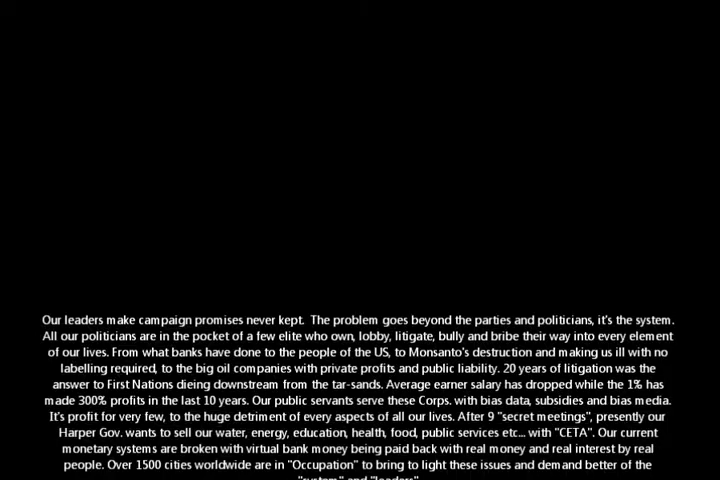 Our leaders make campaign promises never kept.  The problem goes beyond the parties and politicians, it's the system.
All our politicians are in the pocket of a few elite who own, lobby, litigate, bully and bribe their way into every element
of our lives. From what banks have done to the people of the US, to Monsanto's destruction and making us ill with no
labelling required, to the big oil companies with private profits and public liability. 20 years of litigation was the
answer to First Nations dieing downstream from the tar-sands. Average earner salary has dropped while the 1% has
made 300% profits in the last 10 years. Our public servants serve these Corps. with bias data, subsidies and bias media.
It's profit for very few, to the huge detriment of every aspects of all our lives. After 9 "secret meetings", presently our
Harper Gov. wants to sell our water, energy, education, health, food, public services etc... with "CETA". Our current
monetary systems are broken with virtual bank money being paid back with real money and real interest by real
people. Over 1500 cities worldwide are in "Occupation" to bring to light these issues and demand better of the
"system" and "leaders"